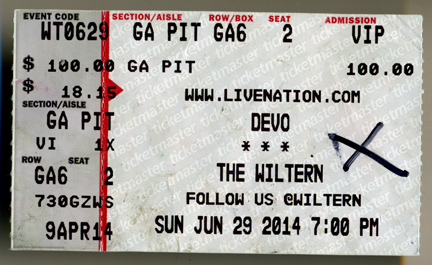 EVENT CODE SECTION/AISLE ROW/BOX SEAT ADMISSION
WT0629 GA PIT GA6 2 VIP
$ 100.00 GA PIT 100.00
$ 18.15 WWW.LIVENATION.COM
SECTION/AISLE
GA PIT DEVO
VI 1X * * *
ROW SEAT THE WILTERN
GA6 2 FOLLOW US @WILTERN
730GZWS
9APR14 SUN JUN 29 2014 7:00 PM
ticketmaster